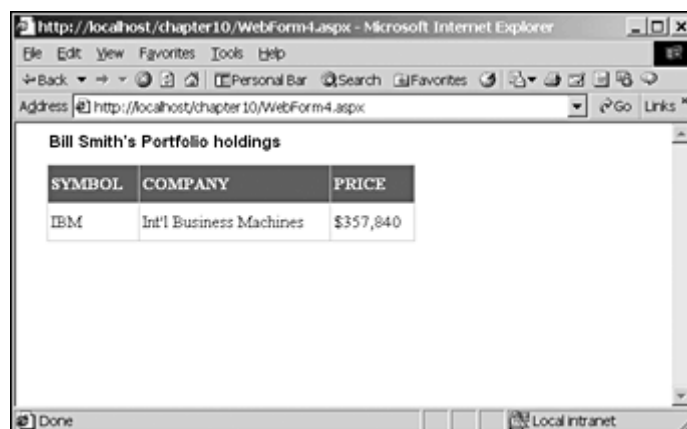 http://localhost/chapter10/WebForm4.aspx - Microsoft Internet Explorer
File Edit View Favorites Tools Help
Back Personal Bar Search Favorites
Address http://localhost/chapter10/WebForm4.aspx Go Links »
Bill Smith's Portfolio holdings
SYMBOL COMPANY PRICE
IBM Int'l Business Machines $357,840
Done Local intranet